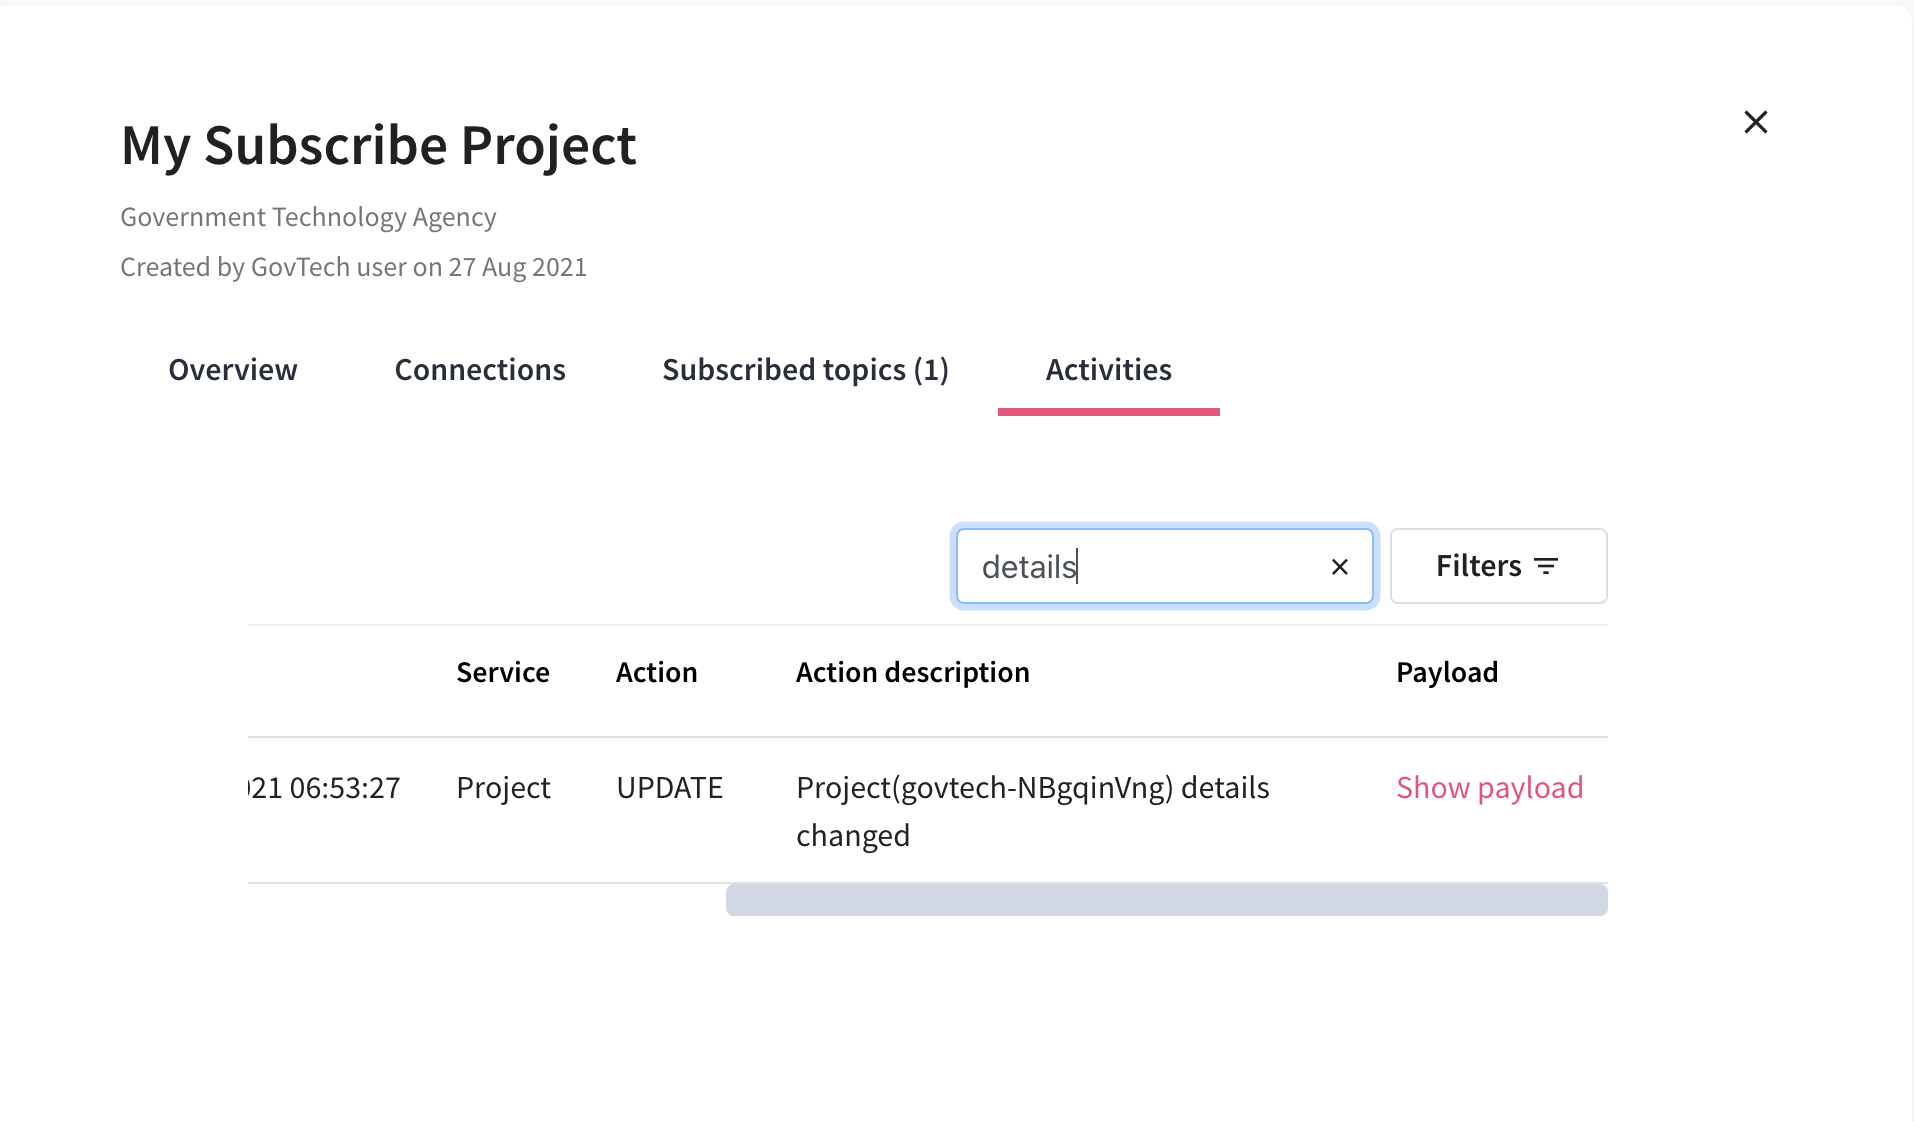 My Subscribe Project
Government Technology Agency
Created by GovTech user on 27 Aug 2021
Overview Connections Subscribed topics (1) Activities
details Filters
Service Action Action description Payload
21 06:53:27 Project UPDATE Project(govtech-NBgqinVng) details Show payload
changed